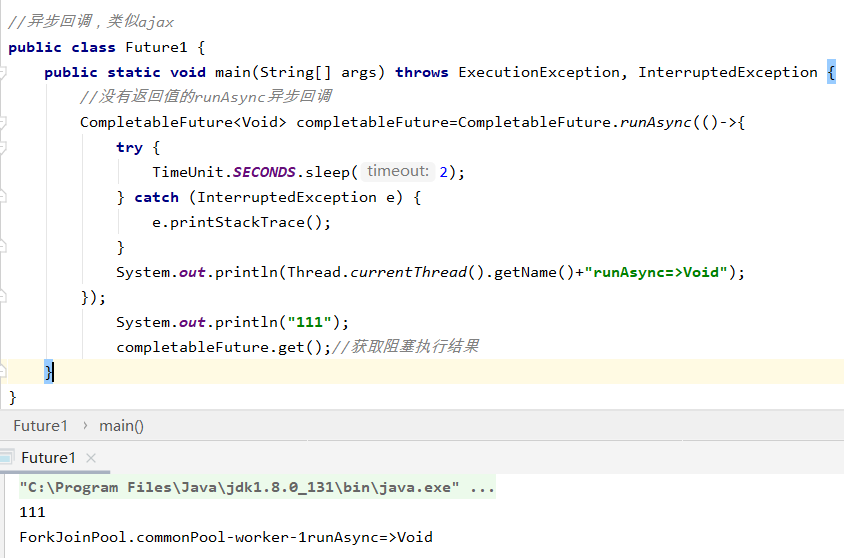 //异步回调，类似ajax
public class Future1 {
public static void main(String[] args) throws ExecutionException, InterruptedException {
//没有返回值的runAsync异步回调
CompletableFuture<Void> completableFuture=CompletableFuture.runAsync(()->{
try {
TimeUnit.SECONDS.sleep( timeout: 2);
} catch (InterruptedException e) {
e.printStackTrace();
}
System.out.println(Thread.currentThread().getName()+"runAsync=>Void");
});
System.out.println("111");
completableFuture.get();//获取阻塞执行结果
}
}
Future1 › main()
Future1 ×
"C:\Program Files\Java\jdk1.8.0_131\bin\java.exe" ...
111
ForkJoinPool.commonPool-worker-1runAsync=>Void